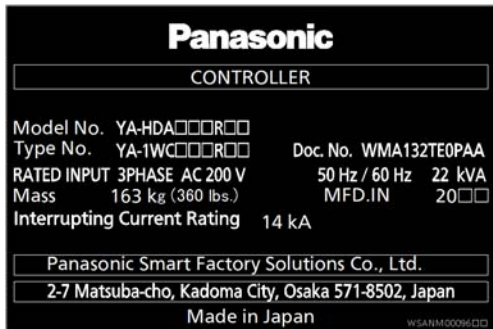 Panasonic
CONTROLLER
Model No. YA-HDA□□□R□□
Type No. YA-1WC□□□R□□ Doc. No. WMA132TE0PAA
RATED INPUT 3PHASE AC 200 V 50 Hz / 60 Hz 22 kVA
Mass 163 kg (360 lbs.) MFD.IN 20□□
Interrupting Current Rating 14 kA
Panasonic Smart Factory Solutions Co., Ltd.
2-7 Matsuba-cho, Kadoma City, Osaka 571-8502, Japan
Made in Japan
WSANM00096□□